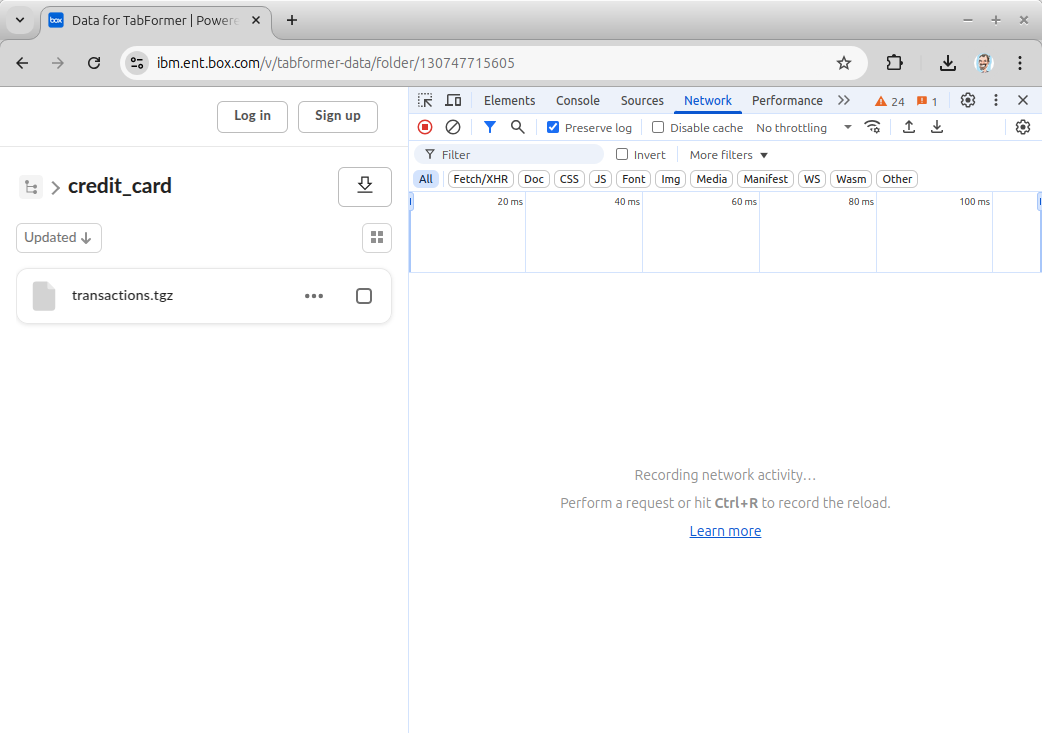 box Data for TabFormer | Powere
ibm.ent.box.com/v/tabformer-data/folder/130747715605
Log in Sign up
credit_card
Updated
transactions.tgz
Elements Console Sources Network Performance 24 1
Preserve log Disable cache No throttling
Filter Invert More filters
All Fetch/XHR Doc CSS JS Font Img Media Manifest WS Wasm Other
20 ms 40 ms 60 ms 80 ms 100 ms
Recording network activity…
Perform a request or hit Ctrl+R to record the reload.
Learn more